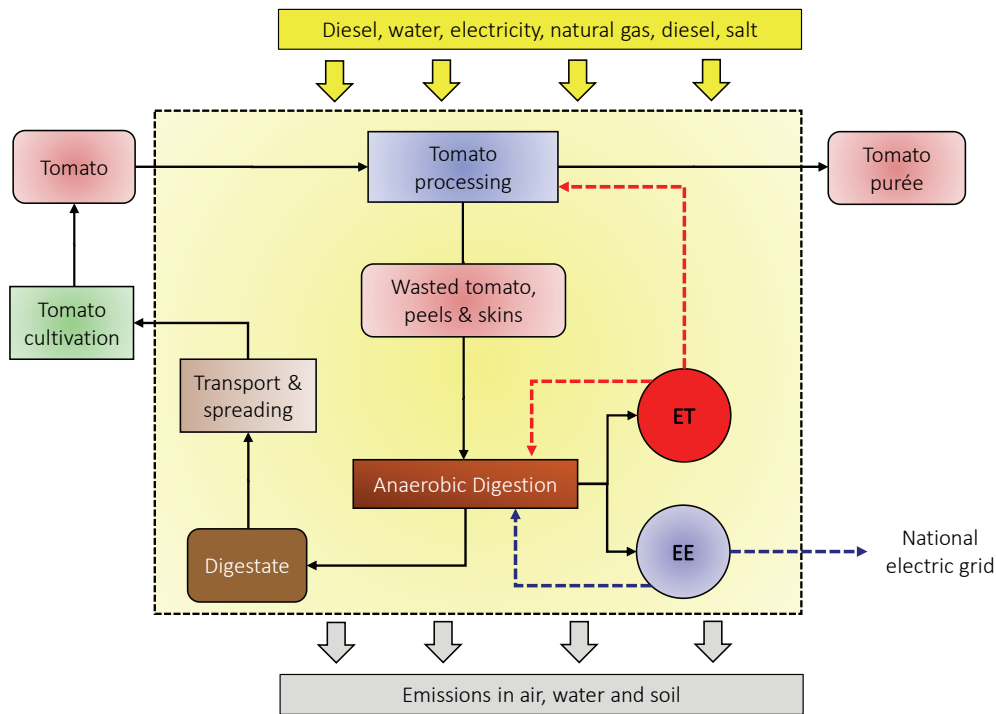 Diesel, water, electricity, natural gas, diesel, salt
Tomato
Tomato
processing
Tomato
purée
Wasted tomato,
peels & skins
Tomato
cultivation
Transport &
spreading
ET
Anaerobic Digestion
Digestate
EE
National
electric grid
Emissions in air, water and soil